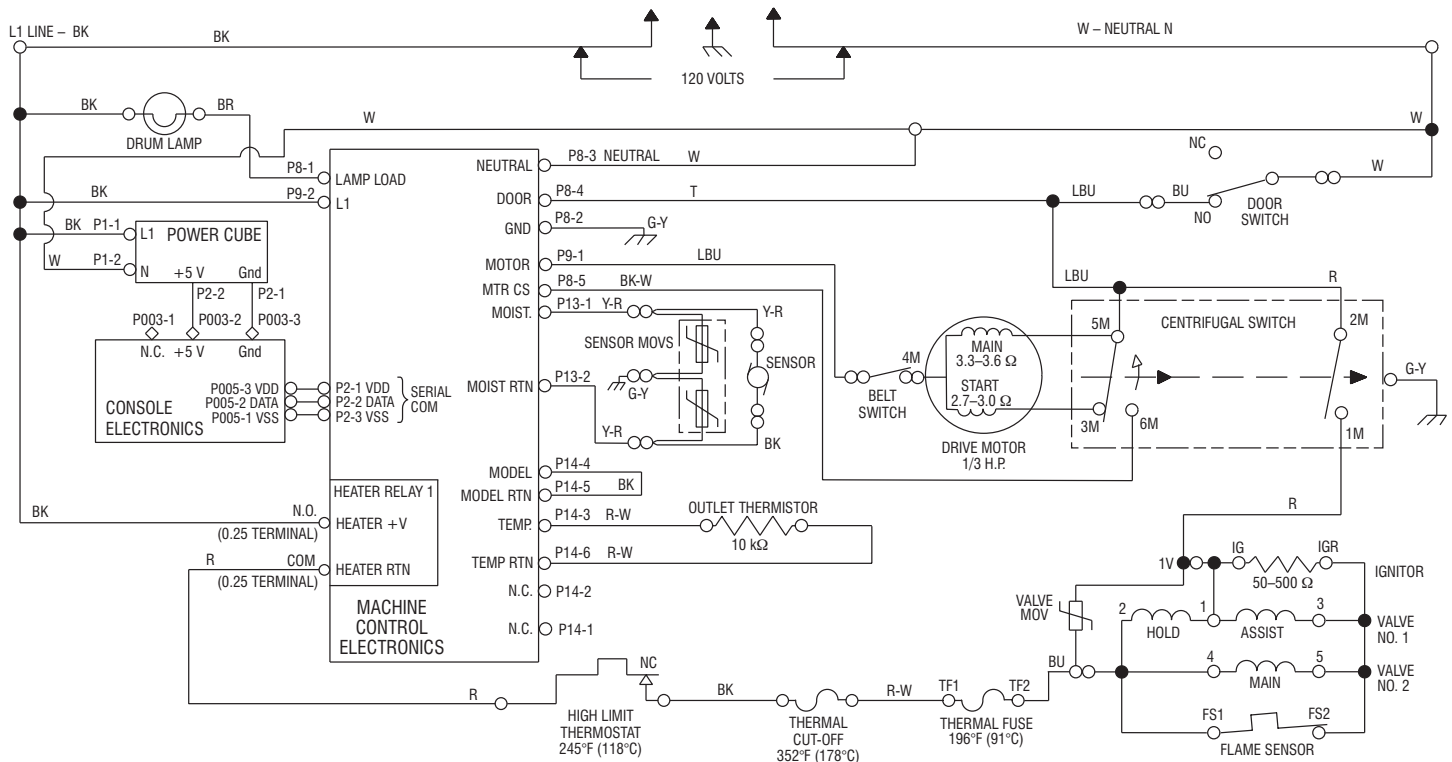 L1 LINE – BK
BK
W – NEUTRAL N
120 VOLTS
BK
BR
DRUM LAMP
W
W
NC
P8-1
LAMP LOAD
NEUTRAL
P8-3 NEUTRAL
W
BK
P9-2
L1
DOOR
P8-4
T
LBU
BU
NO
DOOR
SWITCH
W
BK
P1-1
L1
POWER CUBE
GND
P8-2
G-Y
W
P1-2
N
+5 V
Gnd
MOTOR
P9-1
LBU
P2-2
P2-1
MTR CS
P8-5
BK-W
LBU
R
P003-1
P003-2
P003-3
MOIST.
P13-1
Y-R
Y-R
N.C.
+5 V
Gnd
SENSOR MOVS
SENSOR
G-Y
MOIST RTN
P13-2
Y-R
BK
CENTRIFUGAL SWITCH
5M
2M
MAIN
3.3–3.6 Ω
4M
START
2.7–3.0 Ω
BELT
SWITCH
3M
6M
1M
G-Y
DRIVE MOTOR
1/3 H.P.
P005-3 VDD
P2-1 VDD
P005-2 DATA
P2-2 DATA
P005-1 VSS
P2-3 VSS
SERIAL
COM
CONSOLE
ELECTRONICS
MODEL
P14-4
MODEL RTN
P14-5
BK
HEATER RELAY 1
BK
N.O.
HEATER +V
(0.25 TERMINAL)
TEMP.
P14-3
R-W
OUTLET THERMISTOR
10 kΩ
R
R
COM
HEATER RTN
(0.25 TERMINAL)
TEMP RTN
P14-6
R-W
N.C.
P14-2
N.C.
P14-1
MACHINE
CONTROL
ELECTRONICS
1V
IG
IGR
IGNITOR
50–500 Ω
VALVE
MOV
2
1
3
HOLD
ASSIST
VALVE
NO. 1
BU
4
5
MAIN
VALVE
NO. 2
FS1
FS2
FLAME SENSOR
R
NC
HIGH LIMIT
THERMOSTAT
245°F (118°C)
BK
THERMAL
CUT-OFF
352°F (178°C)
R-W
TF1
TF2
THERMAL FUSE
196°F (91°C)